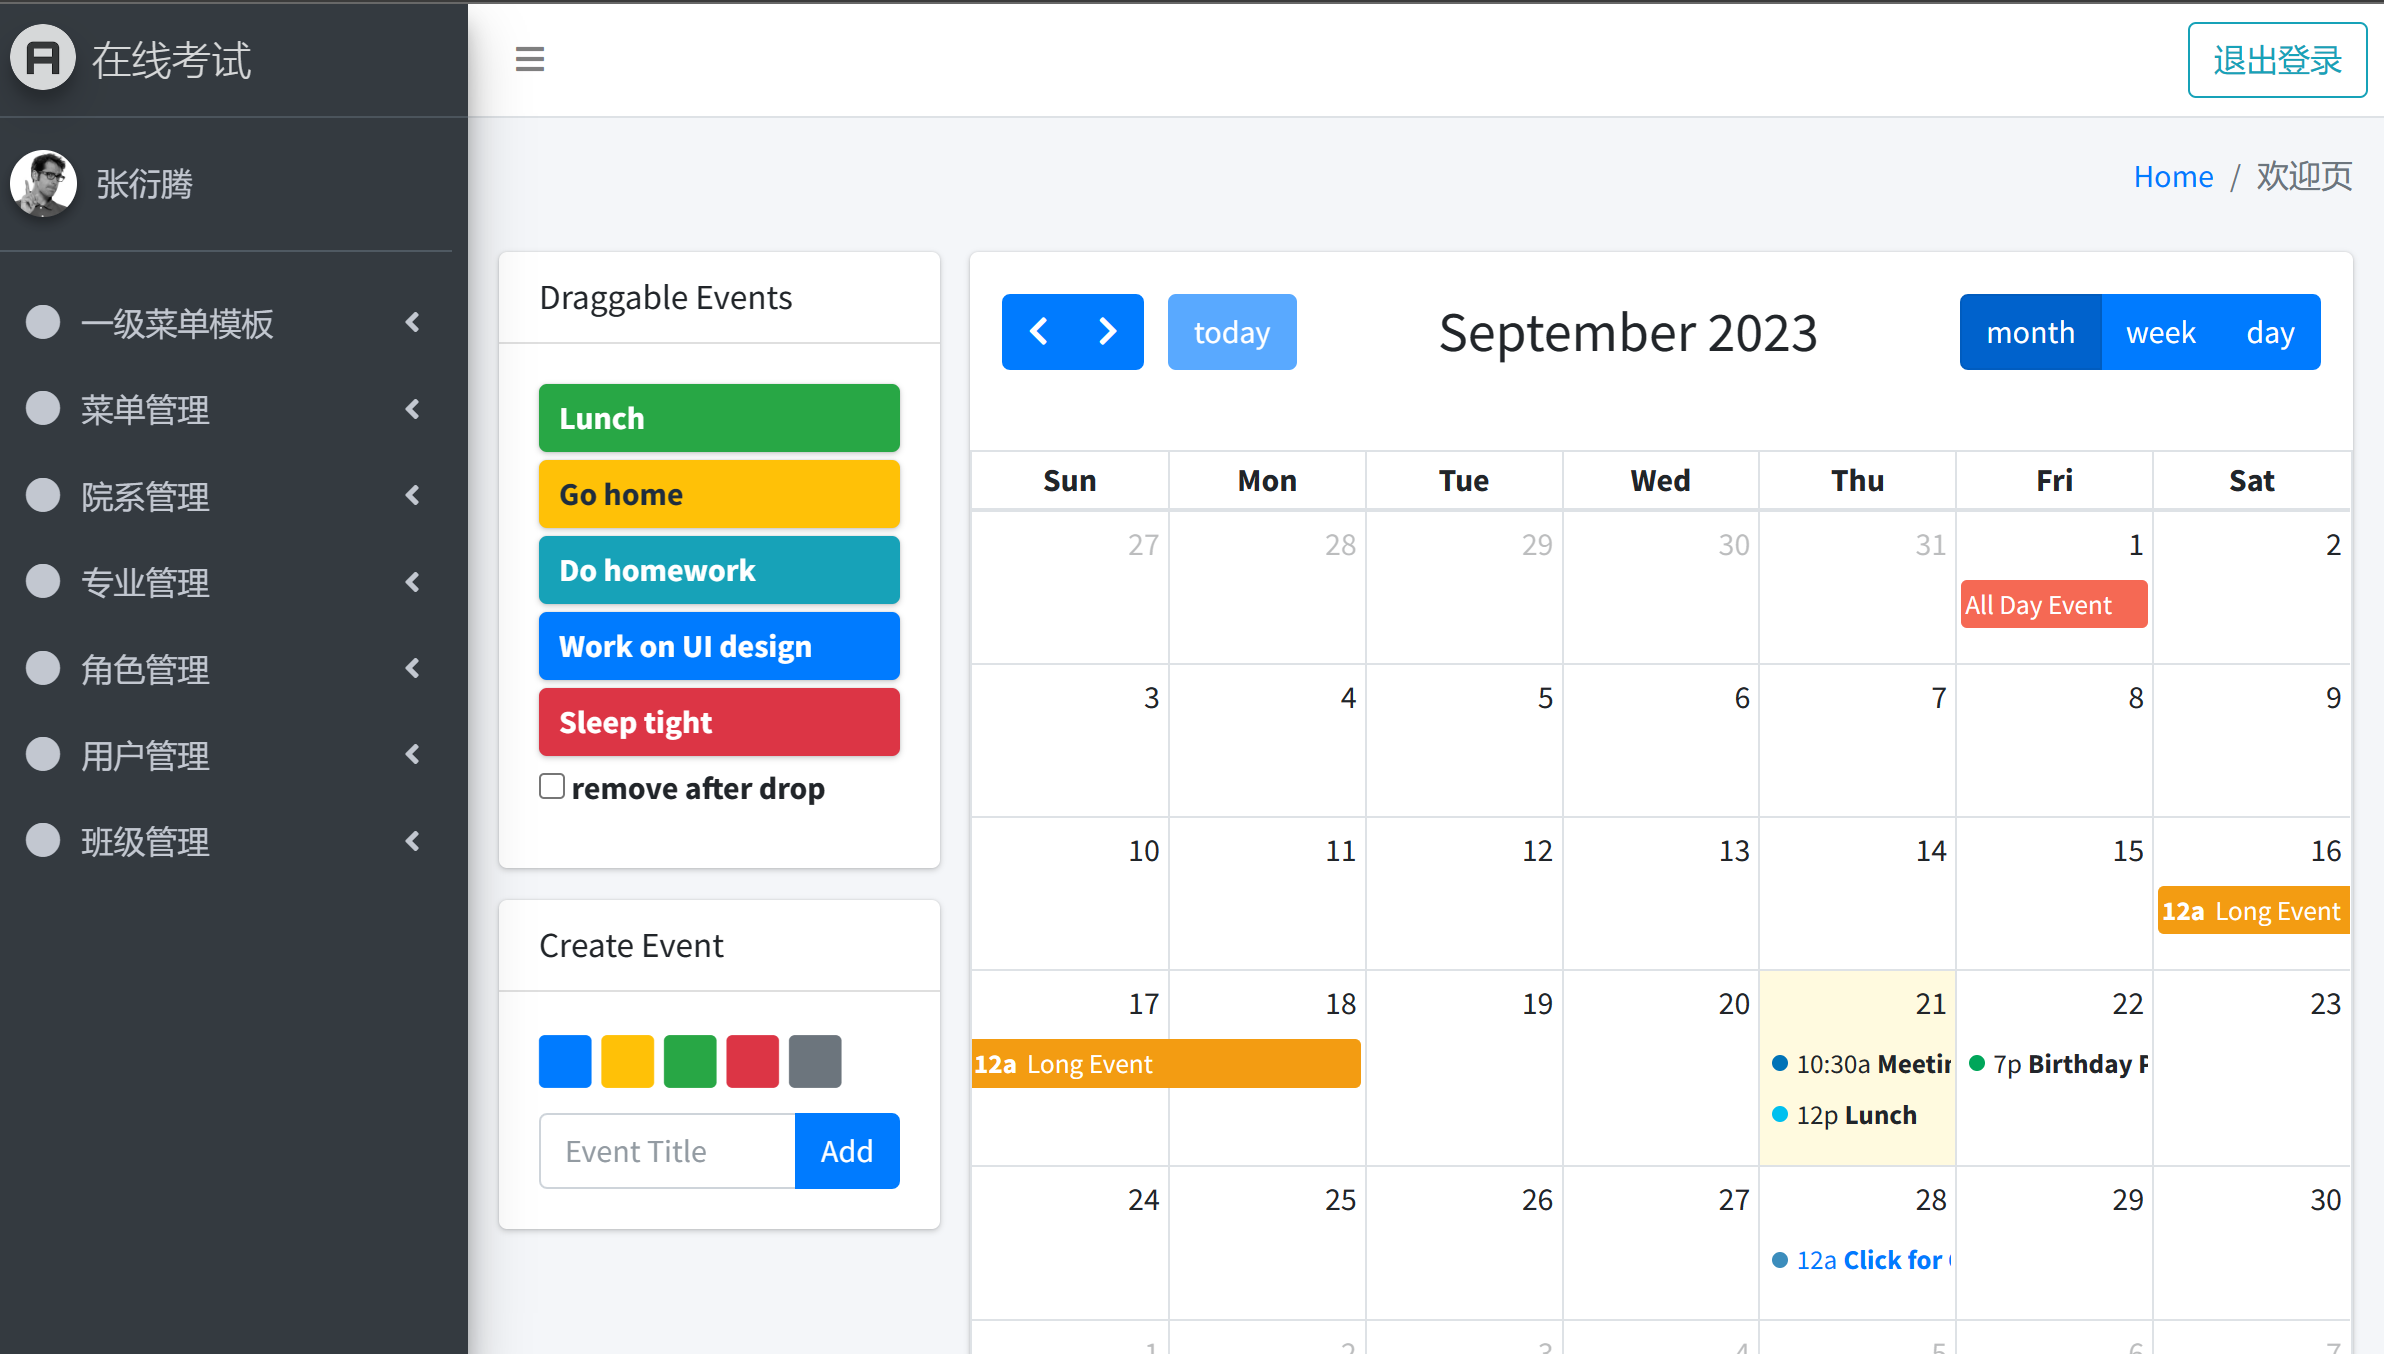 在线考试
退出登录
张衍腾
Home / 欢迎页
一级菜单模板
菜单管理
院系管理
专业管理
角色管理
用户管理
班级管理
Draggable Events
Lunch
Go home
Do homework
Work on UI design
Sleep tight
remove after drop
Create Event
Event Title Add
today September 2023 month week day
Sun Mon Tue Wed Thu Fri Sat
27 28 29 30 31 1 2
All Day Event
3 4 5 6 7 8 9
10 11 12 13 14 15 16
12a Long Event
17 18 19 20 21 22 23
12a Long Event 10:30a Meetin 7p Birthday P
12p Lunch
24 25 26 27 28 29 30
12a Click for
1 2 3 4 5 6 7